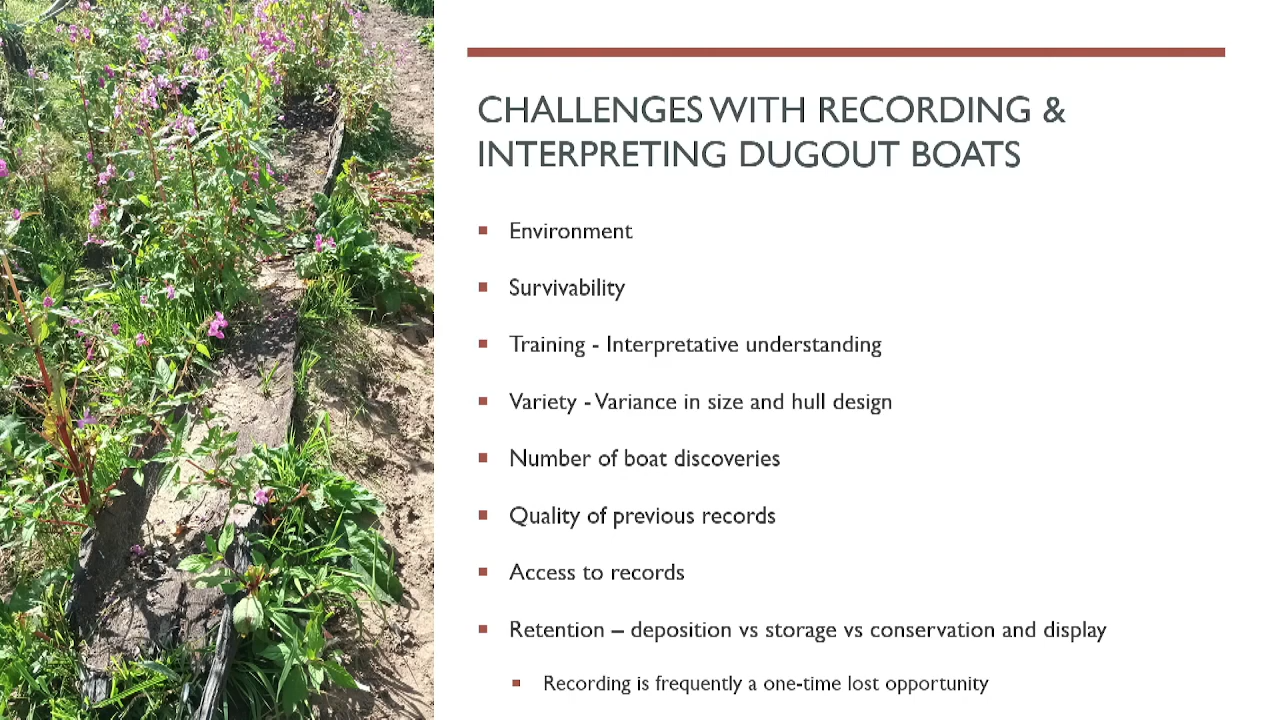 CHALLENGES WITH RECORDING &
INTERPRETING DUGOUT BOATS
▪ Environment
▪ Survivability
▪ Training - Interpretative understanding
▪ Variety - Variance in size and hull design
▪ Number of boat discoveries
▪ Quality of previous records
▪ Access to records
▪ Retention – deposition vs storage vs conservation and display
▪ Recording is frequently a one-time lost opportunity